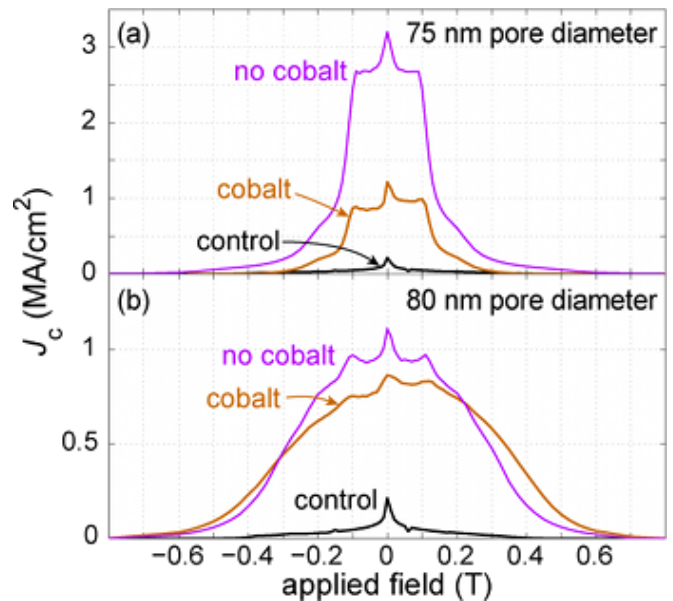 (a) 75 nm pore diameter
3
no cobalt
2
cobalt
1
control
0
J_c (MA/cm²)
(b) 80 nm pore diameter
1
no cobalt
cobalt
0.5
control
0
−0.6 −0.4 −0.2 0 0.2 0.4 0.6
applied field (T)